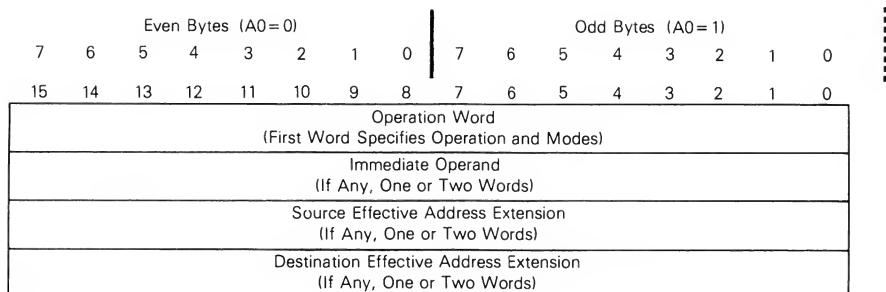 Even Bytes (A0=0) Odd Bytes (A0=1)
7 6 5 4 3 2 1 0 7 6 5 4 3 2 1 0
15 14 13 12 11 10 9 8 7 6 5 4 3 2 1 0
Operation Word
(First Word Specifies Operation and Modes)
Immediate Operand
(If Any, One or Two Words)
Source Effective Address Extension
(If Any, One or Two Words)
Destination Effective Address Extension
(If Any, One or Two Words)